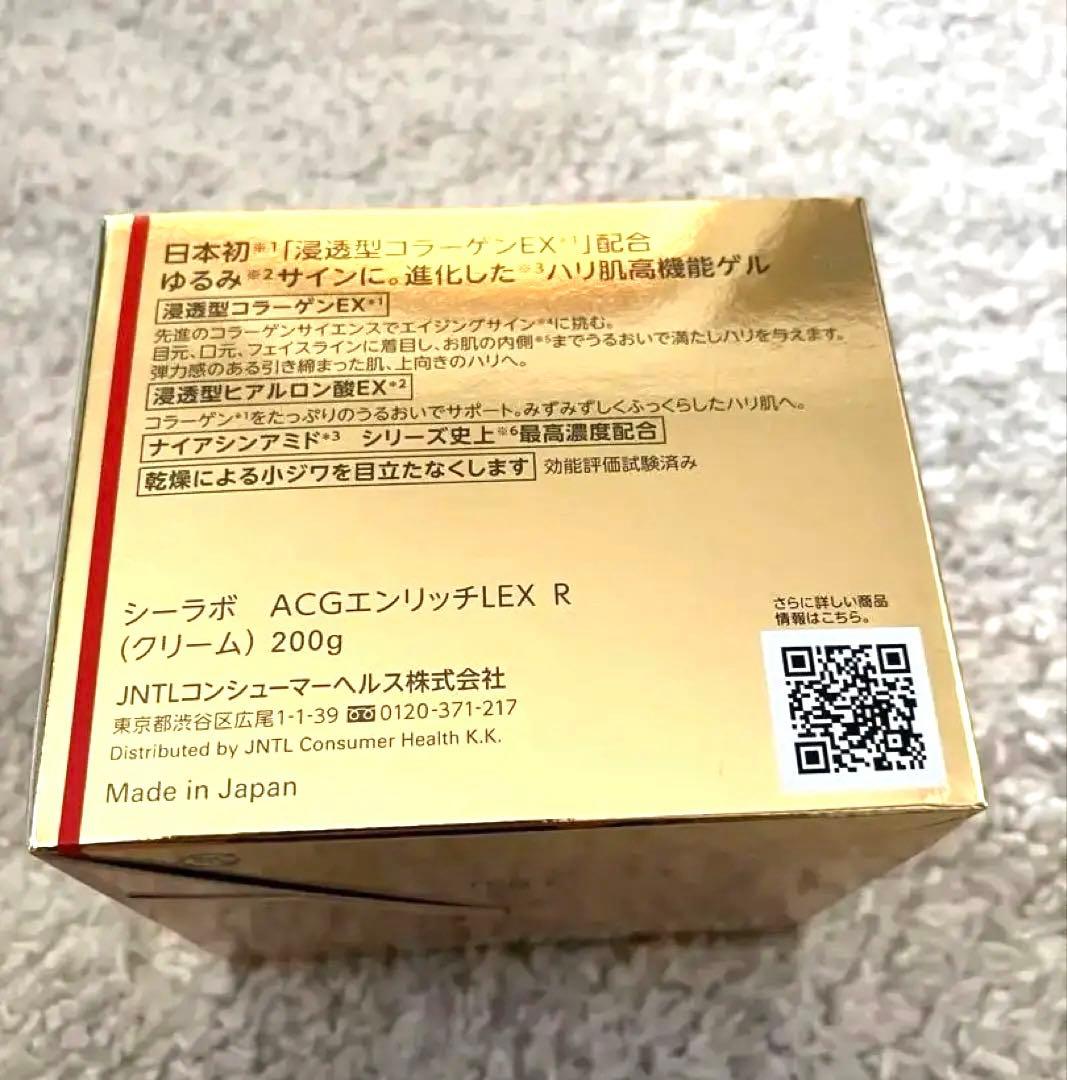 日本初※1「浸透型コラーゲンEX*1」配合
ゆるみ※2サインに。進化した※3ハリ肌高機能ゲル
浸透型コラーゲンEX*1
先進のコラーゲンサイエンスでエイジングサイン※4に挑む。
目元、口元、フェイスラインに着目し、お肌の内側※5までうるおいで満たしハリを与えます。
弾力感のある引き締まった肌、上向きのハリへ。
浸透型ヒアルロン酸EX*2
コラーゲン*1をたっぷりのうるおいでサポート。みずみずしくふっくらしたハリ肌へ。
ナイアシンアミド*3 シリーズ史上※6最高濃度配合
乾燥による小ジワを目立たなくします 効能評価試験済み
シーラボ ACGエンリッチLEX R
(クリーム) 200g
JNTLコンシューマーヘルス株式会社
東京都渋谷区広尾1-1-39 0120-371-217
Distributed by JNTL Consumer Health K.K.
Made in Japan
さらに詳しい商品
情報はこちら。